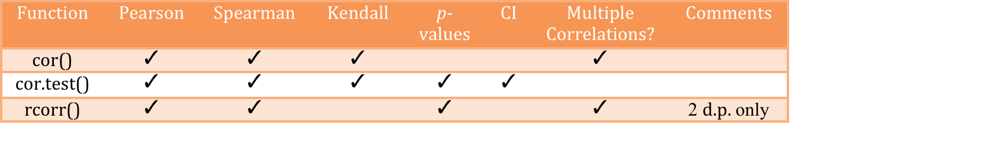 Function Pearson Spearman Kendall p- CI Multiple Comments
values Correlations?
cor() ✓ ✓ ✓ ✓
cor.test() ✓ ✓ ✓ ✓ ✓
rcorr() ✓ ✓ ✓ ✓ 2 d.p. only